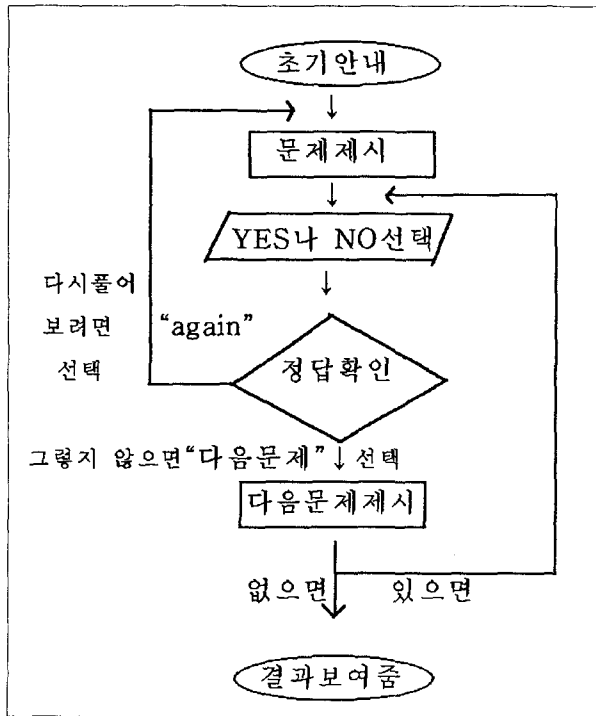 초기안내
문제제시
YES나 NO선택
다시풀어
보려면 "again"
선택
정답확인
그렇지 않으면 "다음문제" 선택
다음문제제시
없으면 있으면
결과보여줌